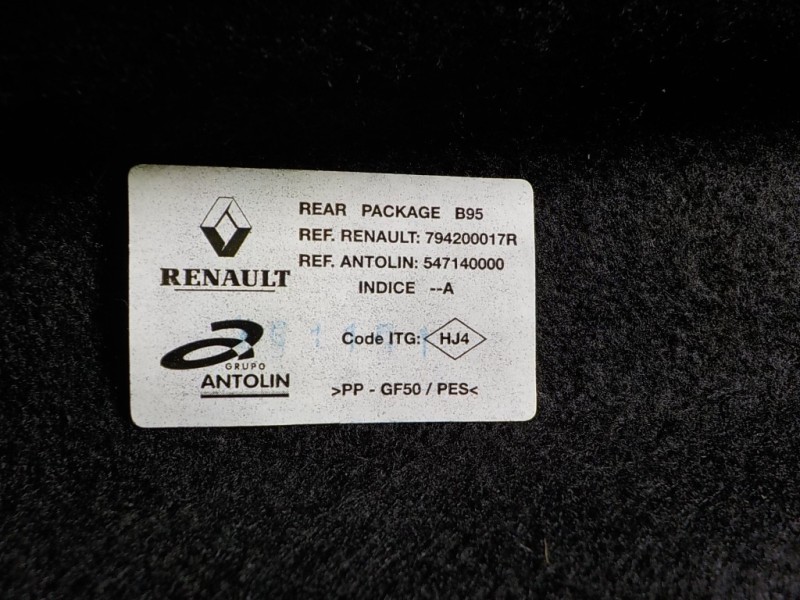 REAR PACKAGE B95
REF. RENAULT: 794200017R
REF. ANTOLIN: 547140000
INDICE --A
RENAULT
Code ITG: HJ4
GRUPO
ANTOLIN
>PP - GF50 / PES<